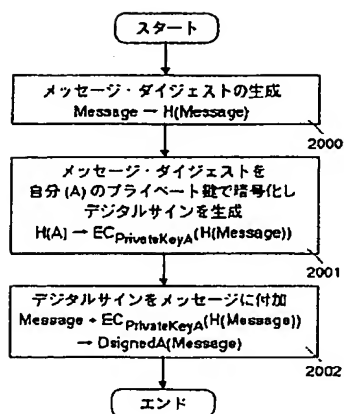 スタート
メッセージ・ダイジェストの生成
Message → H(Message)
2000
メッセージ・ダイジェストを
自分(A)のプライベート鍵で暗号化し
デジタルサインを生成
H(A) → EC_PrivateKeyA(H(Message))
2001
デジタルサインをメッセージに付加
Message + EC_PrivateKeyA(H(Message))
→ DsignedA(Message)
2002
エンド